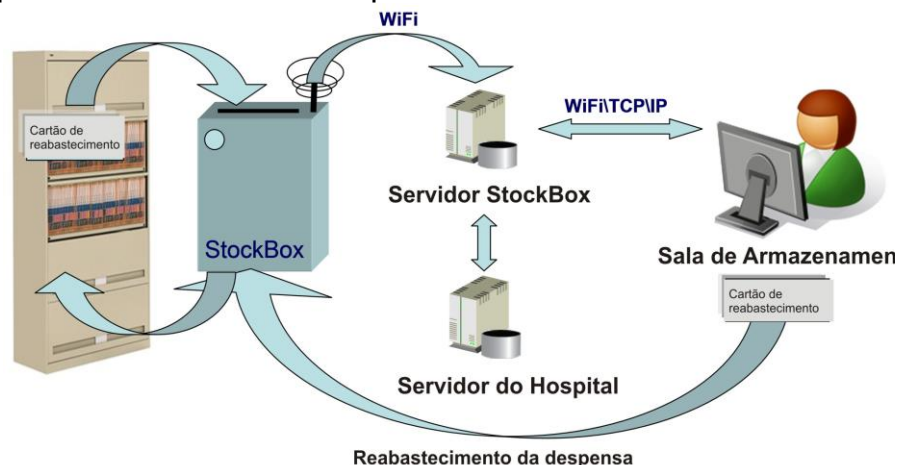 WiFi
Cartão de
reabastecimento
WiFi\TCP\IP
Servidor StockBox
StockBox
Sala de Armazenamen
Cartão de
reabastecimento
Servidor do Hospital
Reabastecimento da despensa